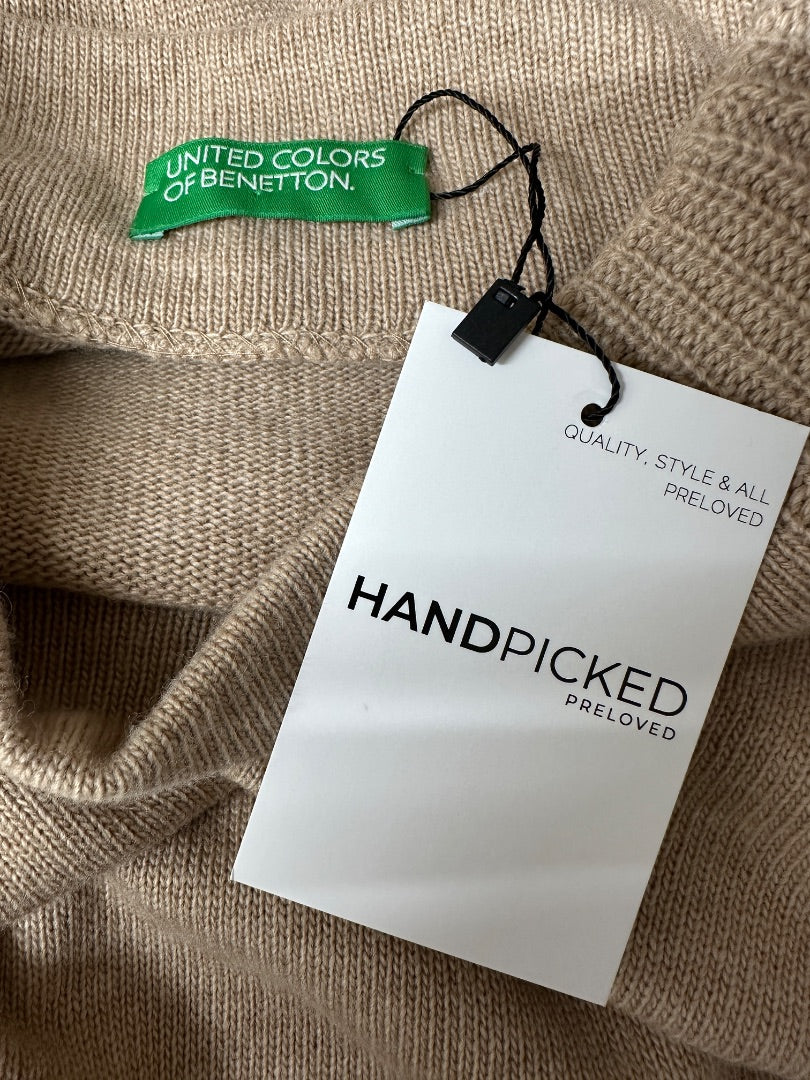 UNITED COLORS
OF BENETTON.
QUALITY, STYLE & ALL
PRELOVED
HANDPICKED
PRELOVED